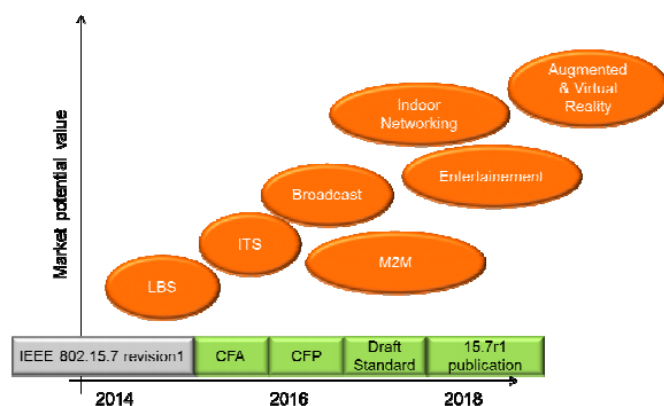 Market potential value
Augmented
& Virtual
Reality
Indoor
Networking
Entertainement
Broadcast
ITS
M2M
LBS
IEEE 802.15.7 revision1
CFA
CFP
Draft
Standard
15.7r1
publication
2014
2016
2018